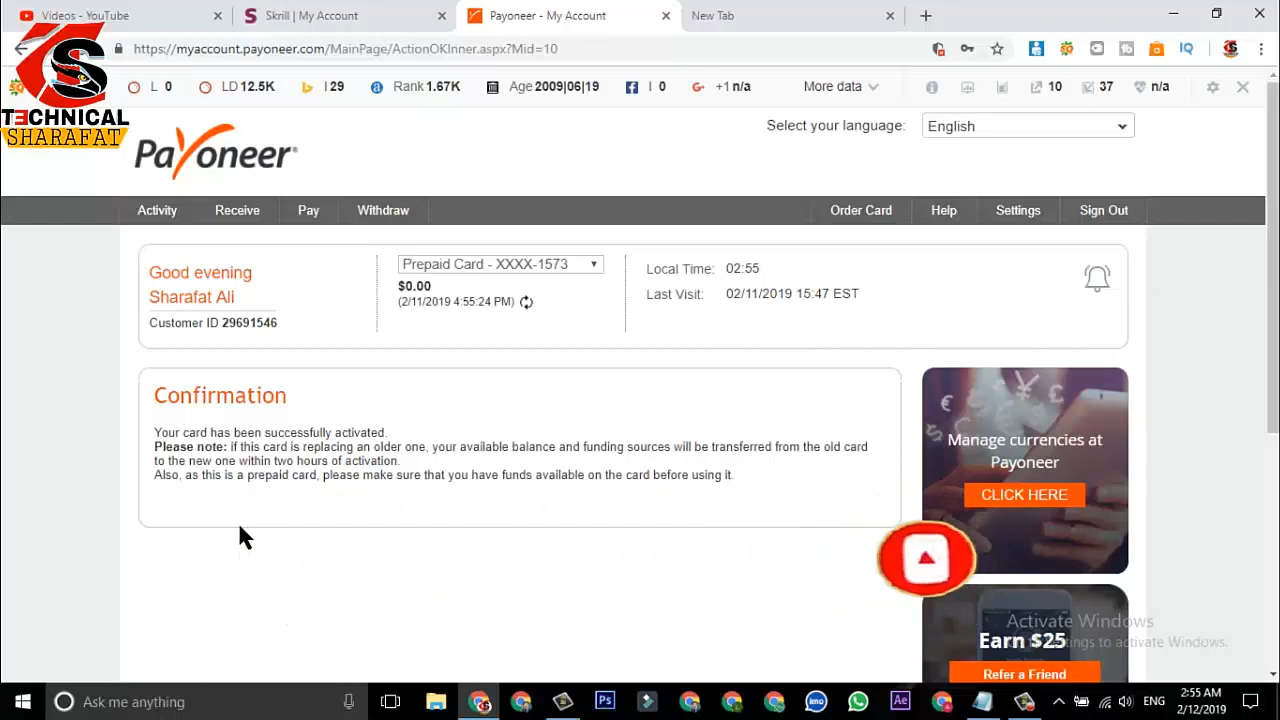 Videos - YouTube
Skrill | My Account
Payoneer - My Account
New Tab
https://myaccount.payoneer.com/MainPage/ActionOKInner.aspx?Mid=10
L 0 LD 12.5K I 29 Rank 1.67K Age 2009|06|19 I 0 +1 n/a More data 10 37 n/a
TECHNICAL
SHARAFAT
Select your language: English
Payoneer
Activity Receive Pay Withdraw Order Card Help Settings Sign Out
Good evening
Sharafat Ali
Customer ID 29691546
Prepaid Card - XXXX-1573
$0.00
(2/11/2019 4:55:24 PM)
Local Time: 02:55
Last Visit: 02/11/2019 15:47 EST
Confirmation
Your card has been successfully activated.
Please note: if this card is replacing an older one, your available balance and funding sources will be transferred from the old card
to the new one within two hours of activation.
Also, as this is a prepaid card, please make sure that you have funds available on the card before using it.
Manage currencies at
Payoneer
CLICK HERE
Activate Windows
Earn $25
ettings to activate Windows.
Refer a Friend
Ask me anything
Ps
imo
Ae
ENG
2:55 AM
2/12/2019